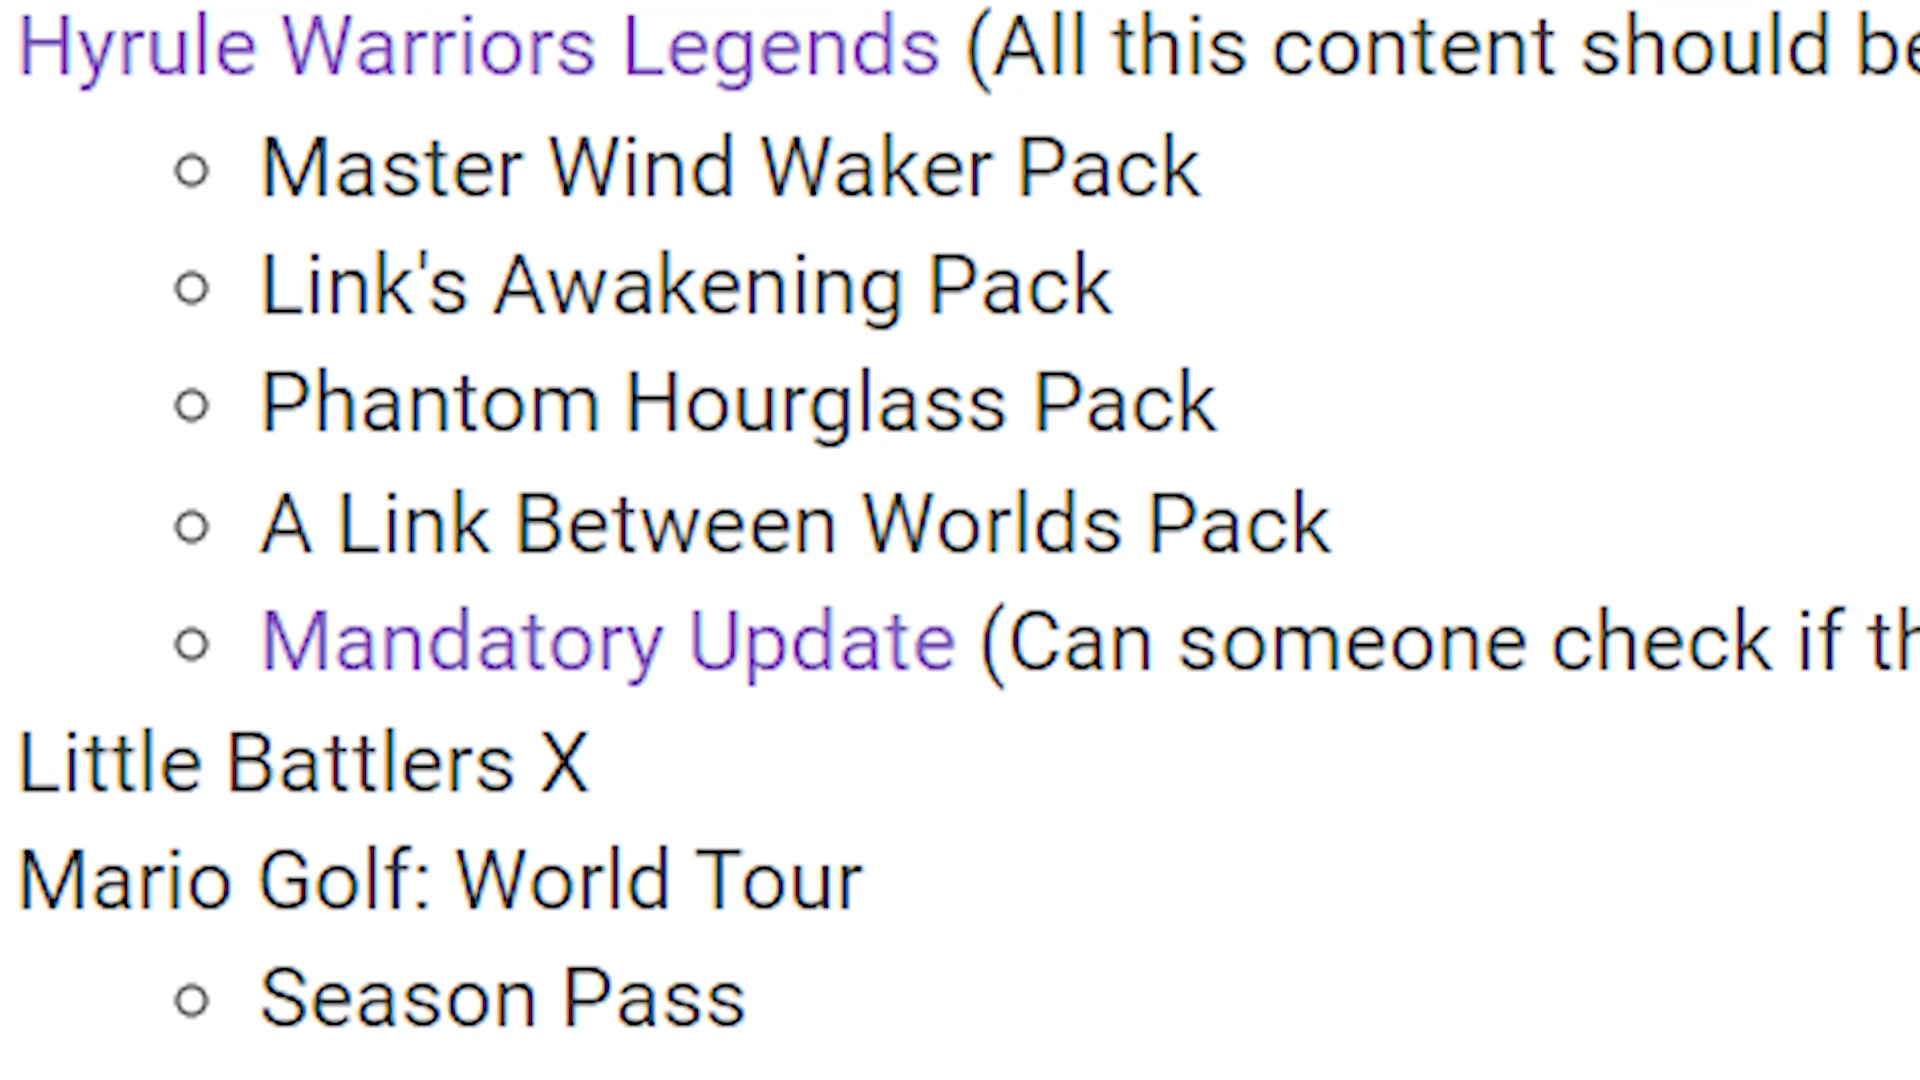 Hyrule Warriors Legends (All this content should be
Master Wind Waker Pack
Link's Awakening Pack
Phantom Hourglass Pack
A Link Between Worlds Pack
Mandatory Update (Can someone check if th
Little Battlers X
Mario Golf: World Tour
Season Pass